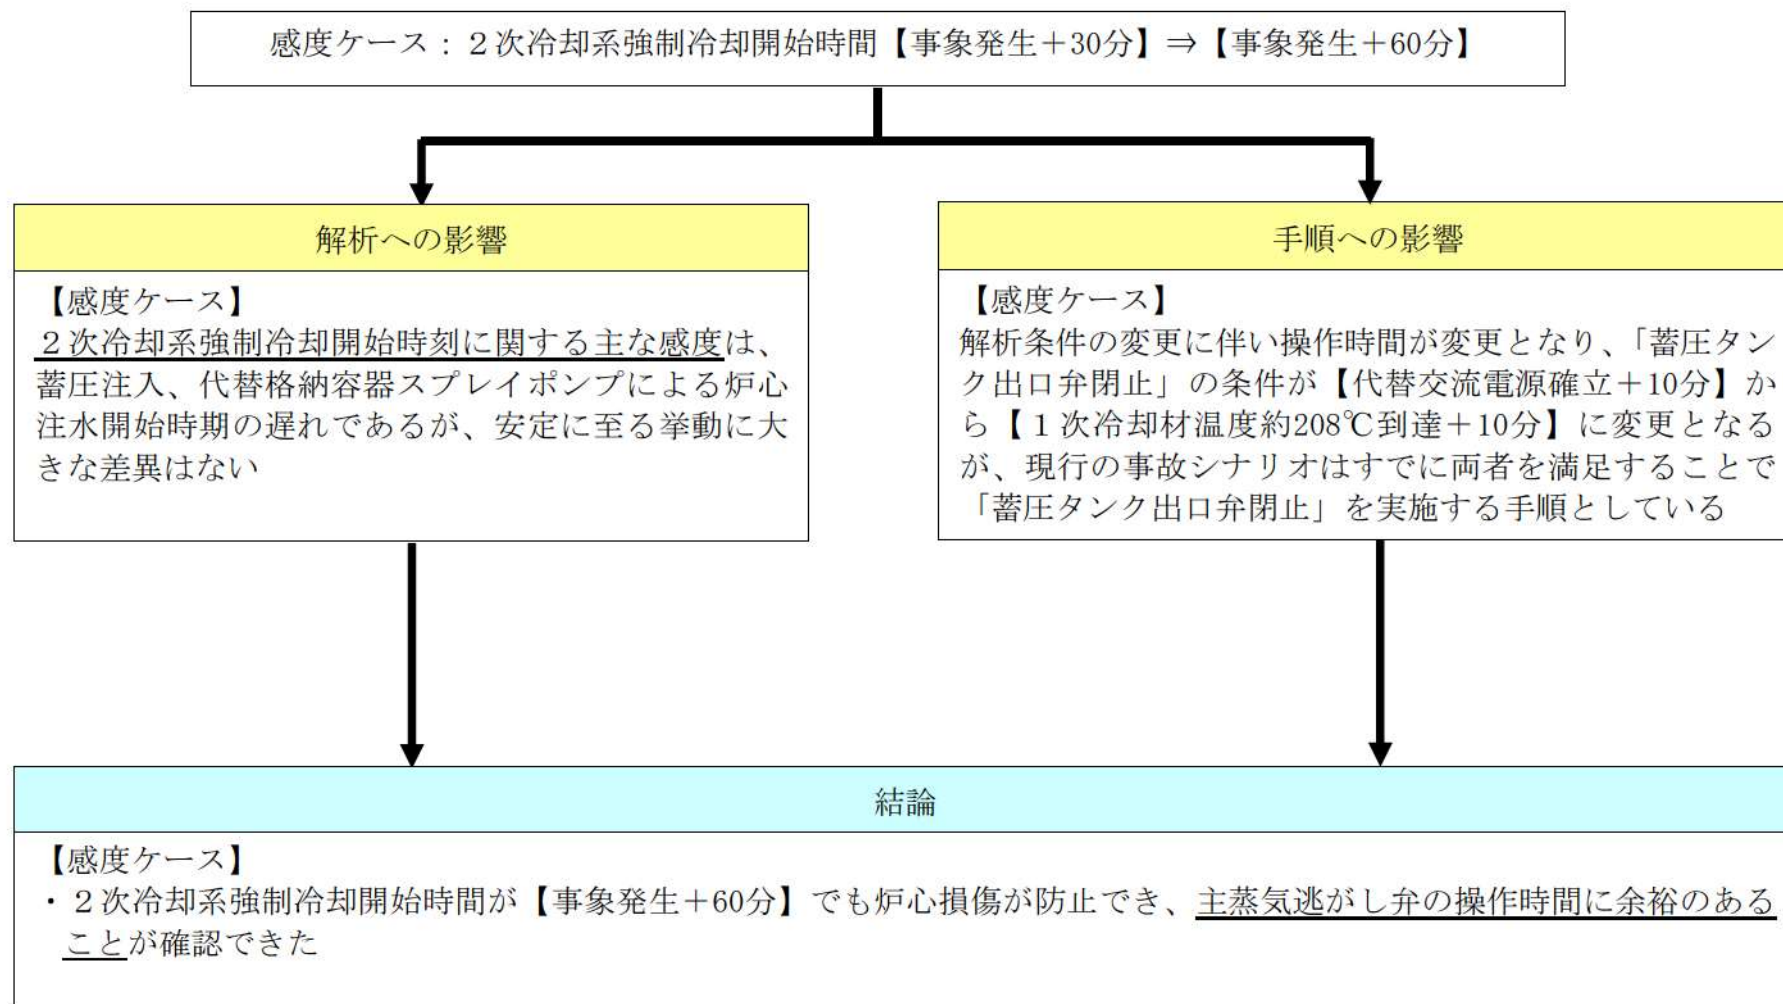 感度ケース：２次冷却系強制冷却開始時間【事象発生＋30分】⇒【事象発生＋60分】
解析への影響
【感度ケース】
２次冷却系強制冷却開始時刻に関する主な感度は、
蓄圧注入、代替格納容器スプレイポンプによる炉心
注水開始時期の遅れであるが、安定に至る挙動に大
きな差異はない
手順への影響
【感度ケース】
解析条件の変更に伴い操作時間が変更となり、「蓄圧タン
ク出口弁閉止」の条件が【代替交流電源確立＋10分】か
ら【１次冷却材温度約208℃到達＋10分】に変更となる
が、現行の事故シナリオはすでに両者を満足することで
「蓄圧タンク出口弁閉止」を実施する手順としている
結論
【感度ケース】
・２次冷却系強制冷却開始時間が【事象発生＋60分】でも炉心損傷が防止でき、主蒸気逃がし弁の操作時間に余裕のある
ことが確認できた